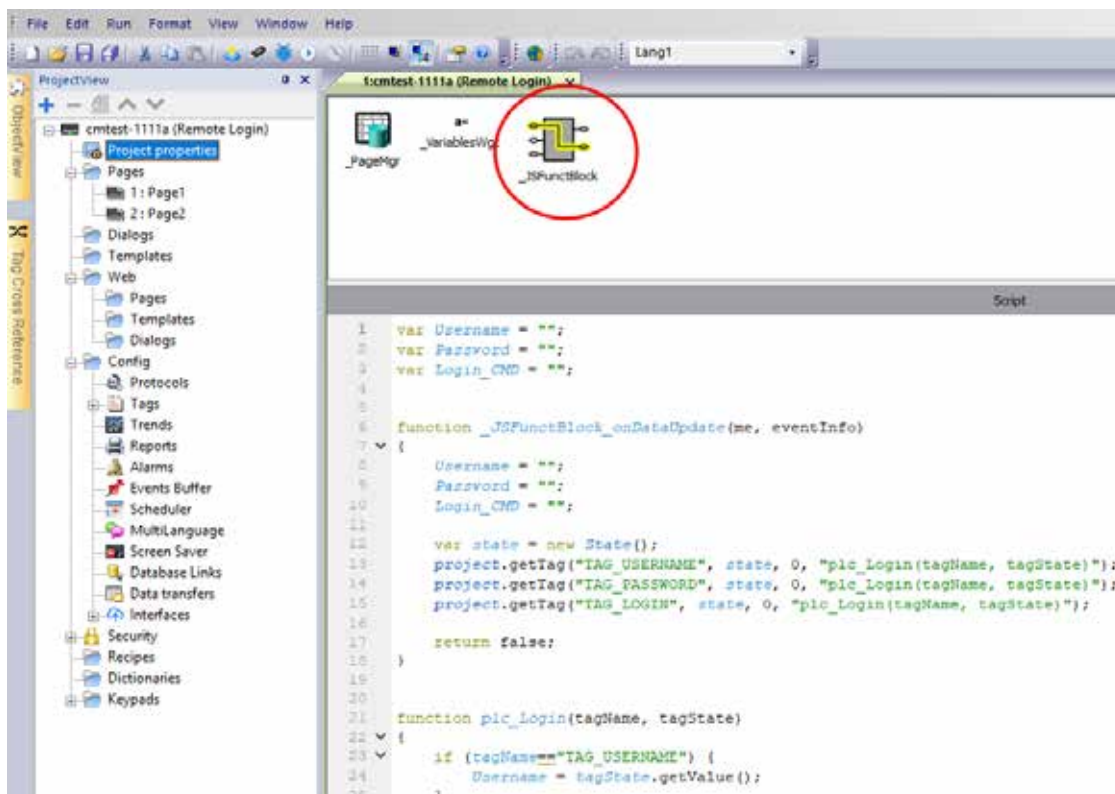 File Edit Run Format View Window Help
Lang1
ProjectView
1:cmtest-1111a (Remote Login)
ObjectView
Tag Cross Reference
cmtest-1111a (Remote Login)
Project properties
Pages
1: Page1
2: Page2
Dialogs
Templates
Web
Pages
Templates
Dialogs
Config
Protocols
Tags
Trends
Reports
Alarms
Events Buffer
Scheduler
MultiLanguage
Screen Saver
Database Links
Data transfers
Interfaces
Security
Recipes
Dictionaries
Keypads
a=
_PageMgr
_VariablesWg
_JSFunctBlock
Script
1 var Username = "";
2 var Password = "";
3 var Login_CMD = "";
4
5
6 function _JSFunctBlock_onDataUpdate(me, eventInfo)
7 {
8 Username = "";
9 Password = "";
10 Login_CMD = "";
11
12 var state = new State();
13 project.getTag("TAG_USERNAME", state, 0, "plc_Login(tagName, tagState)");
14 project.getTag("TAG_PASSWORD", state, 0, "plc_Login(tagName, tagState)");
15 project.getTag("TAG_LOGIN", state, 0, "plc_Login(tagName, tagState)");
16
17 return false;
18 }
19
20
21 function plc_Login(tagName, tagState)
22 {
23 if (tagName=="TAG_USERNAME") {
24 Username = tagState.getValue();